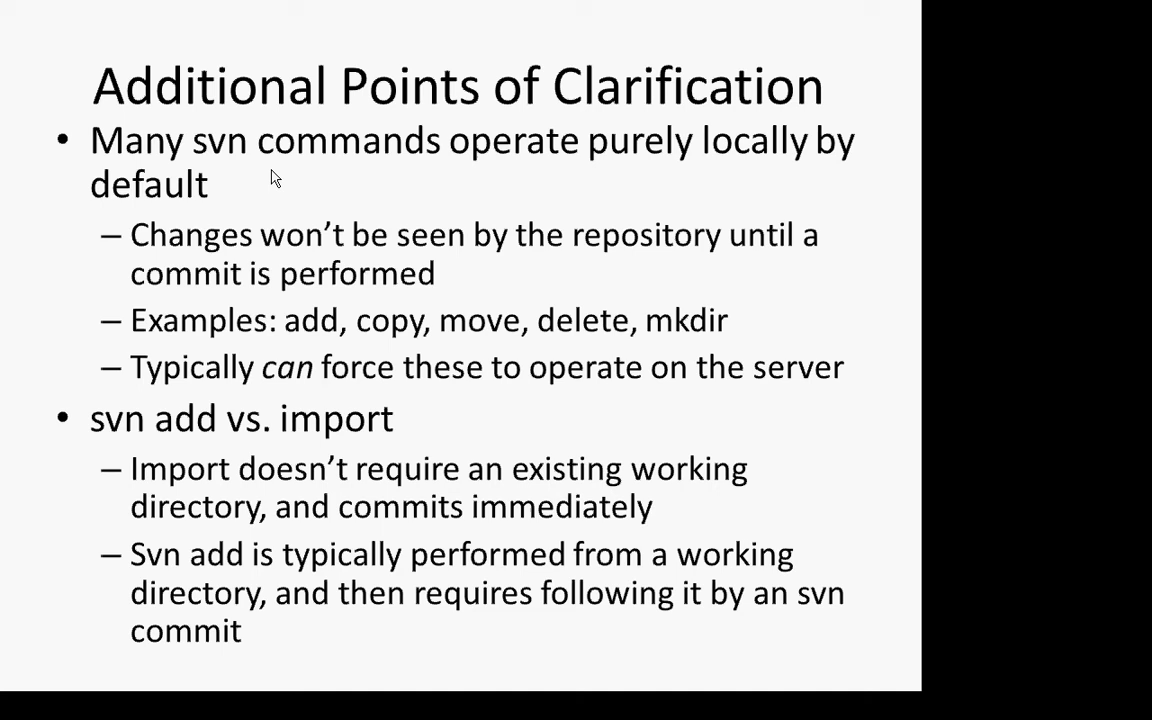 Additional Points of Clarification
• Many svn commands operate purely locally by
default
– Changes won’t be seen by the repository until a
commit is performed
– Examples: add, copy, move, delete, mkdir
– Typically can force these to operate on the server
• svn add vs. import
– Import doesn’t require an existing working
directory, and commits immediately
– Svn add is typically performed from a working
directory, and then requires following it by an svn
commit